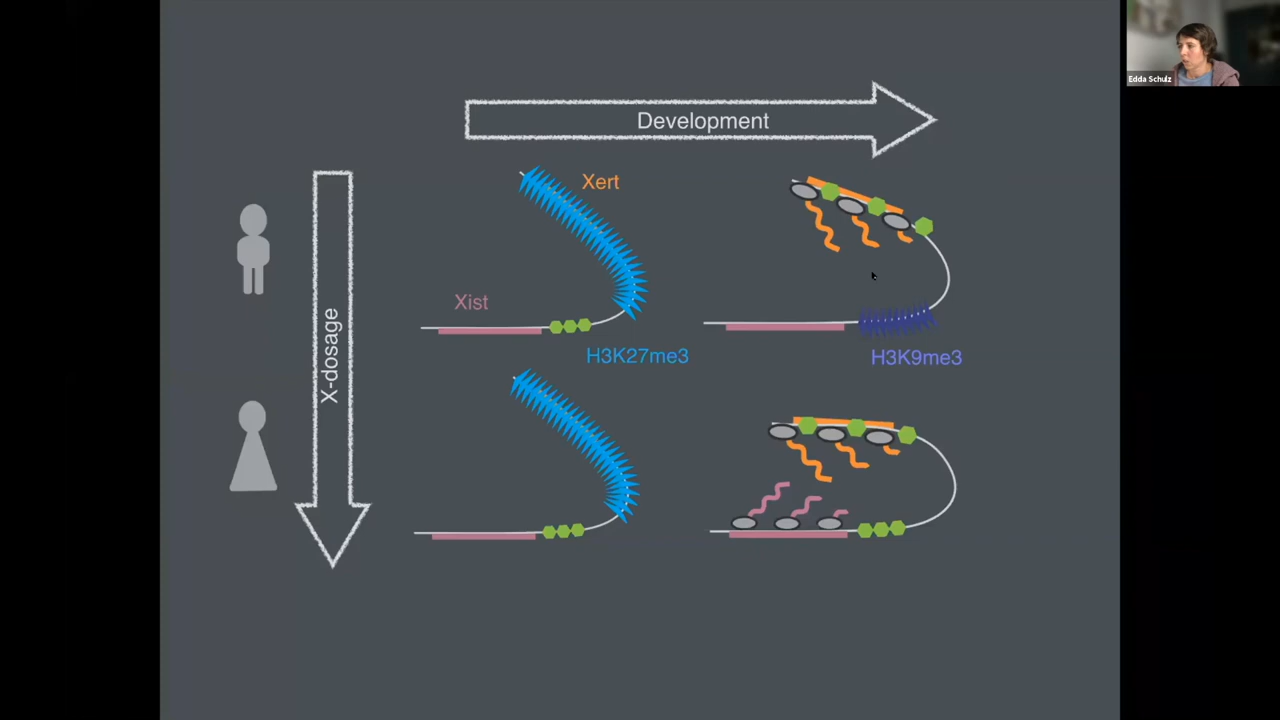 Edda Schulz
Development
Xert
Xist
X-dosage
H3K27me3
H3K9me3